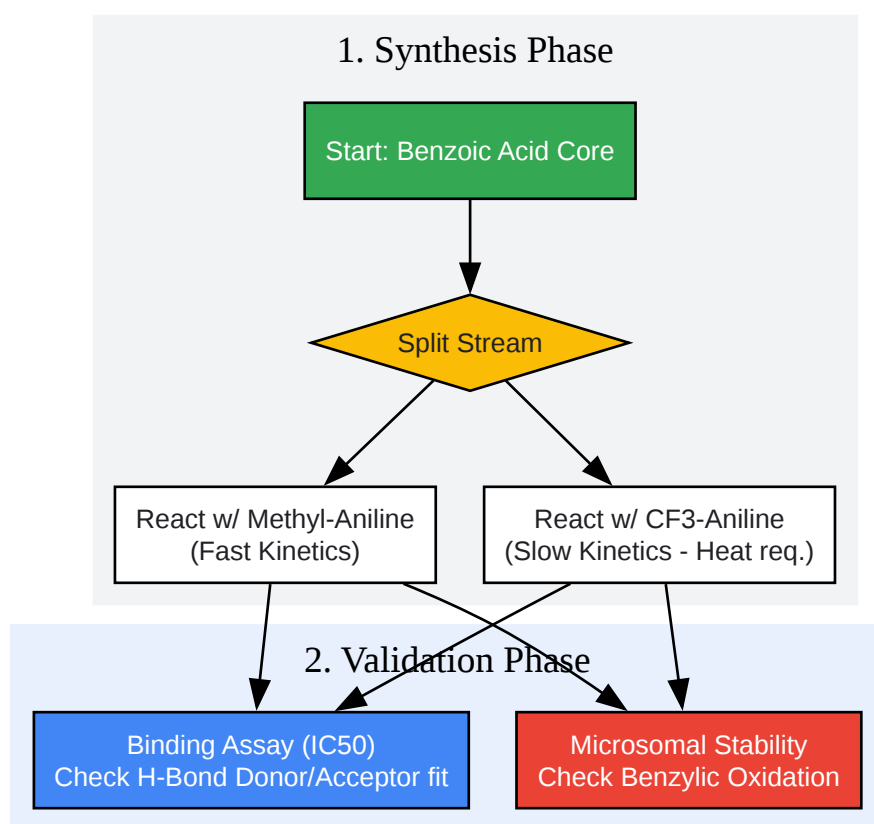 1. Synthesis Phase
Start: Benzoic Acid Core
Split Stream
React w/ Methyl-Aniline
(Fast Kinetics)
React w/ CF3-Aniline
(Slow Kinetics - Heat req.)
2. Validation Phase
Binding Assay (IC50)
Check H-Bond Donor/Acceptor fit
Microsomal Stability
Check Benzylic Oxidation